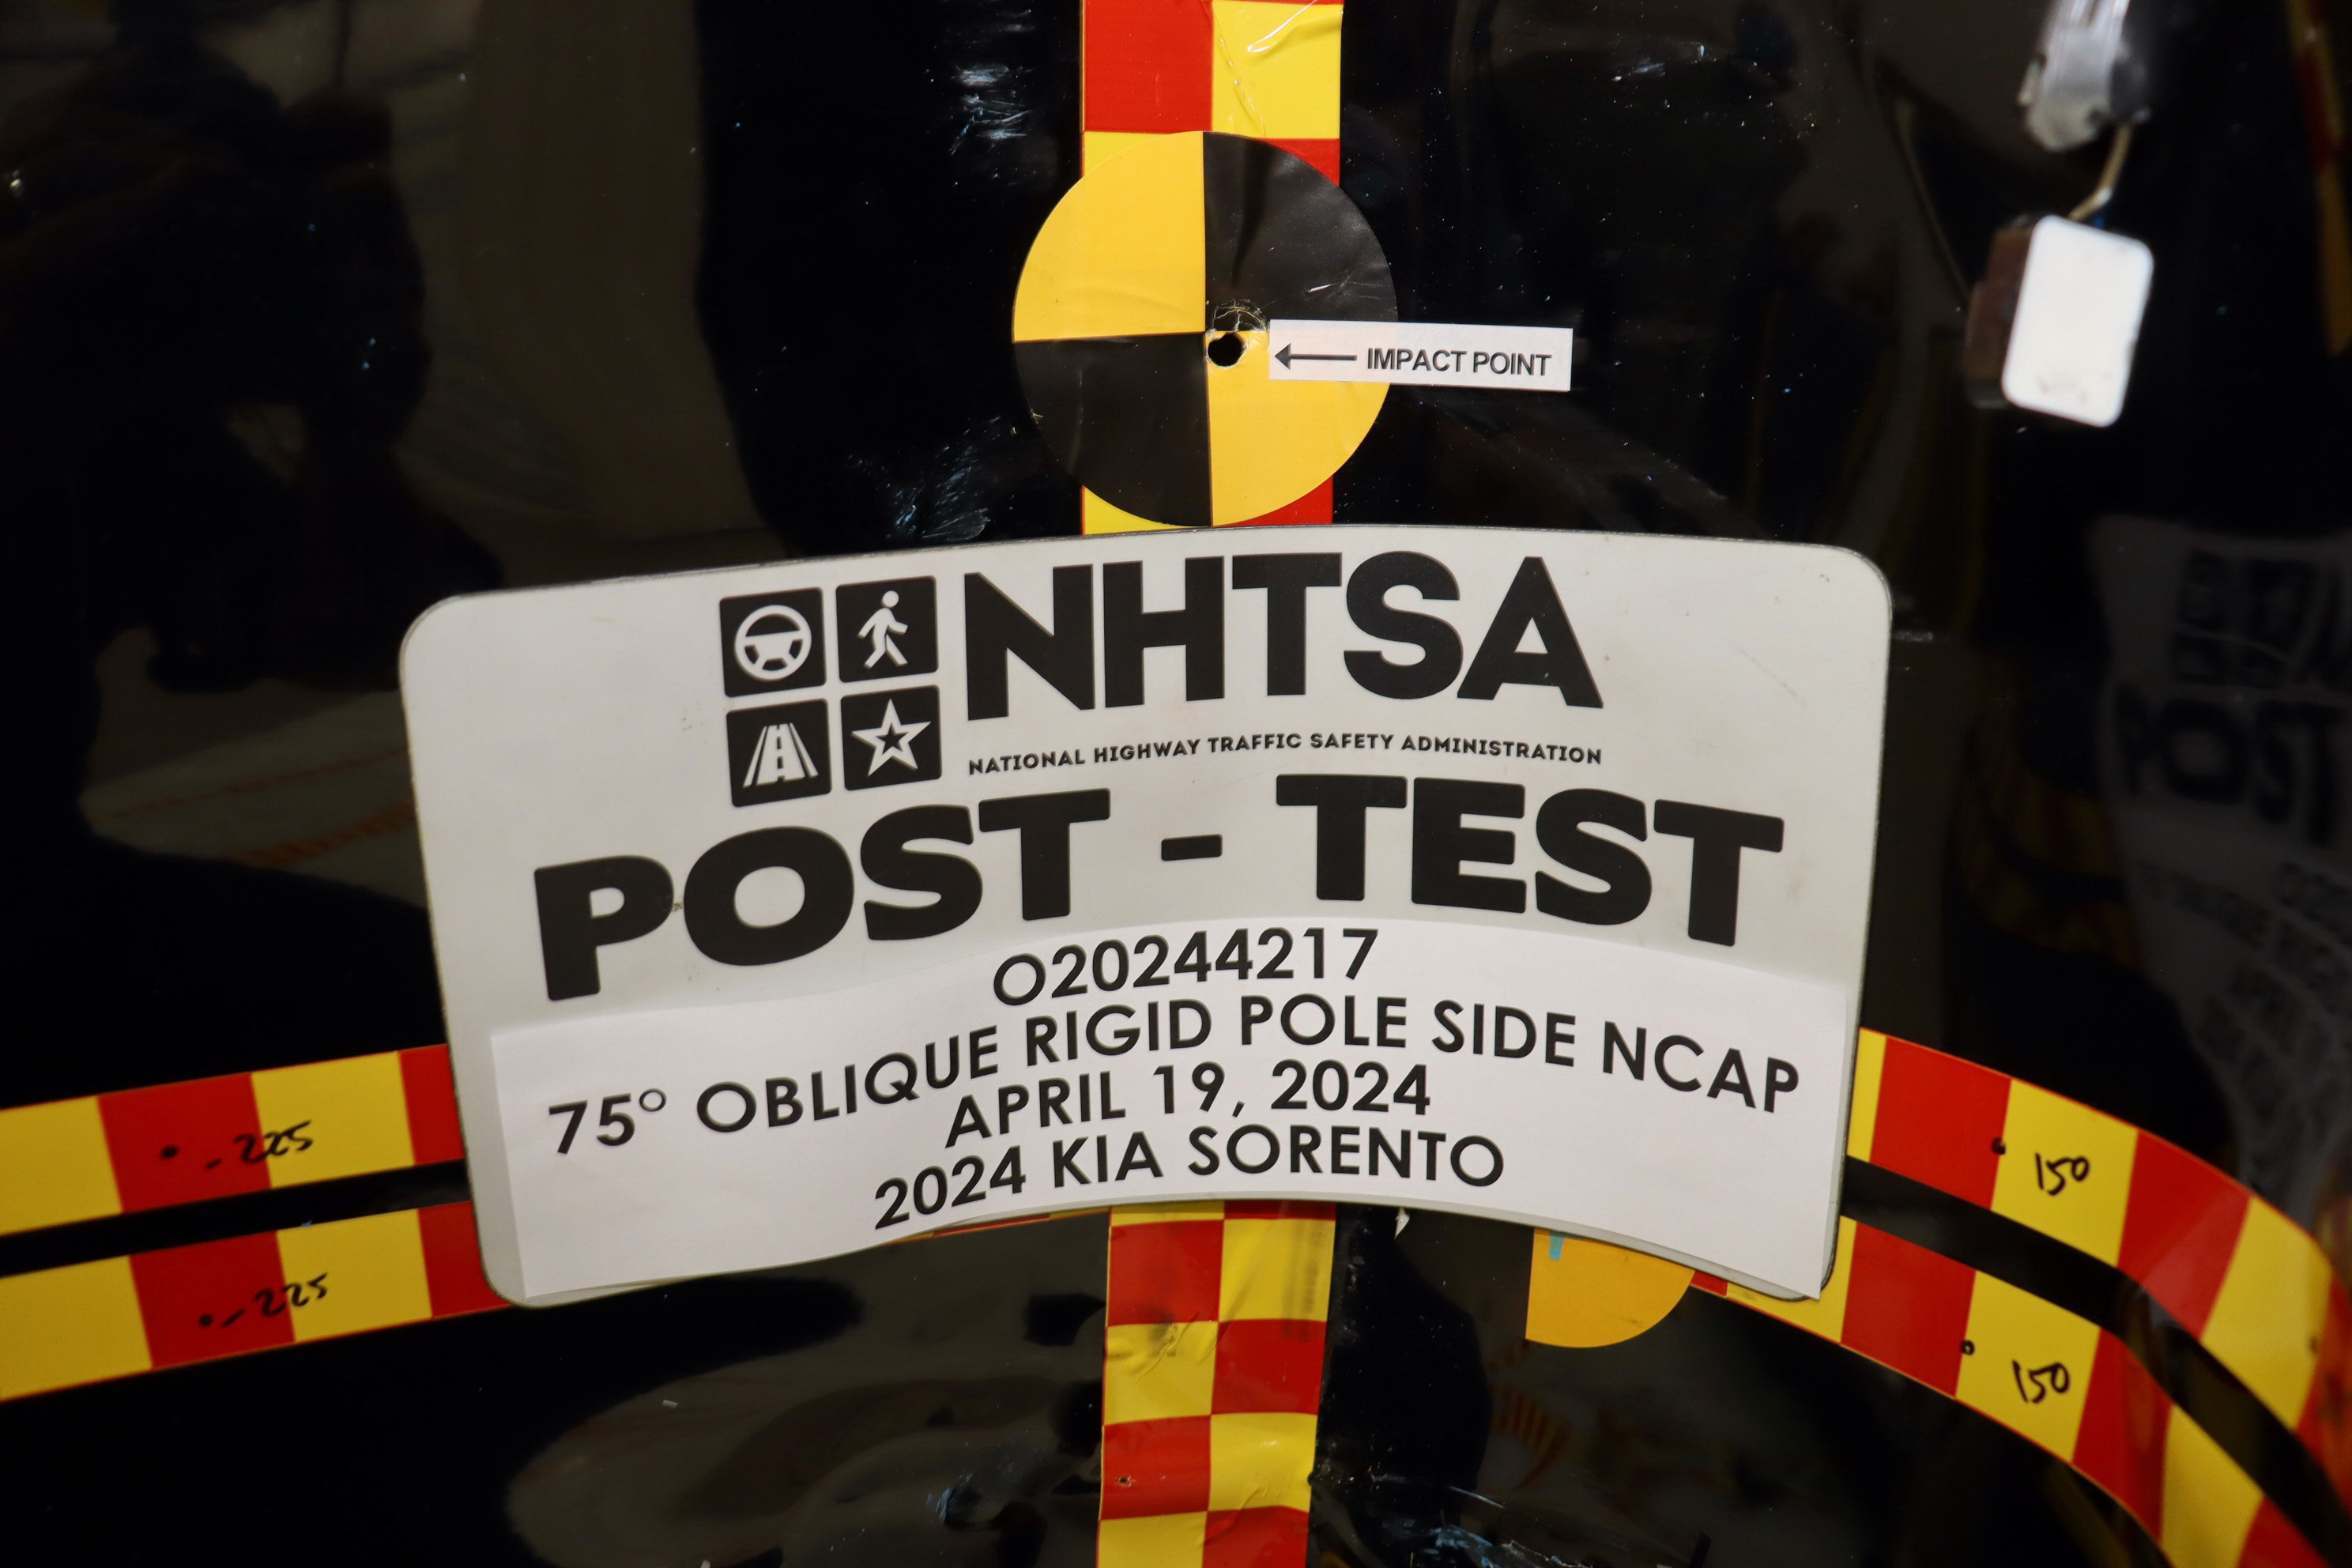 IMPACT POINT
NHTSA
NATIONAL HIGHWAY TRAFFIC SAFETY ADMINISTRATION
POST - TEST
O20244217
75° OBLIQUE RIGID POLE SIDE NCAP
APRIL 19, 2024
2024 KIA SORENTO
-225
150
-225
150